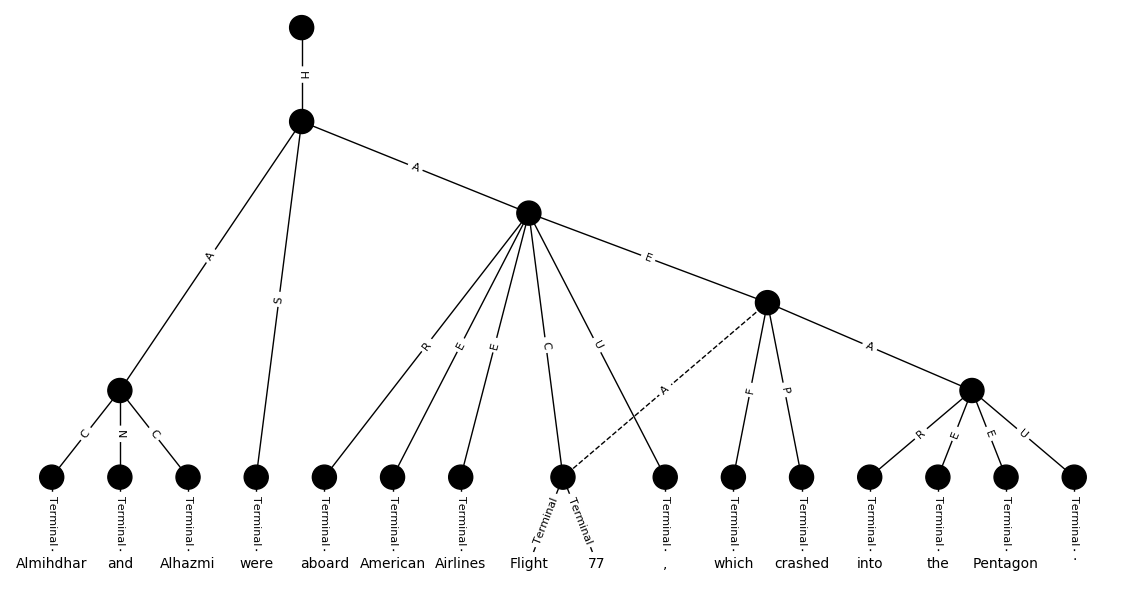 H
A
A
E
S
A
R
E
E
C
U
A
F
P
C
N
C
R
E
E
U
Terminal Terminal Terminal Terminal Terminal Terminal Terminal Terminal Terminal Terminal Terminal Terminal Terminal Terminal Terminal Terminal
Almihdhar and Alhazmi were aboard American Airlines Flight 77 , which crashed into the Pentagon .